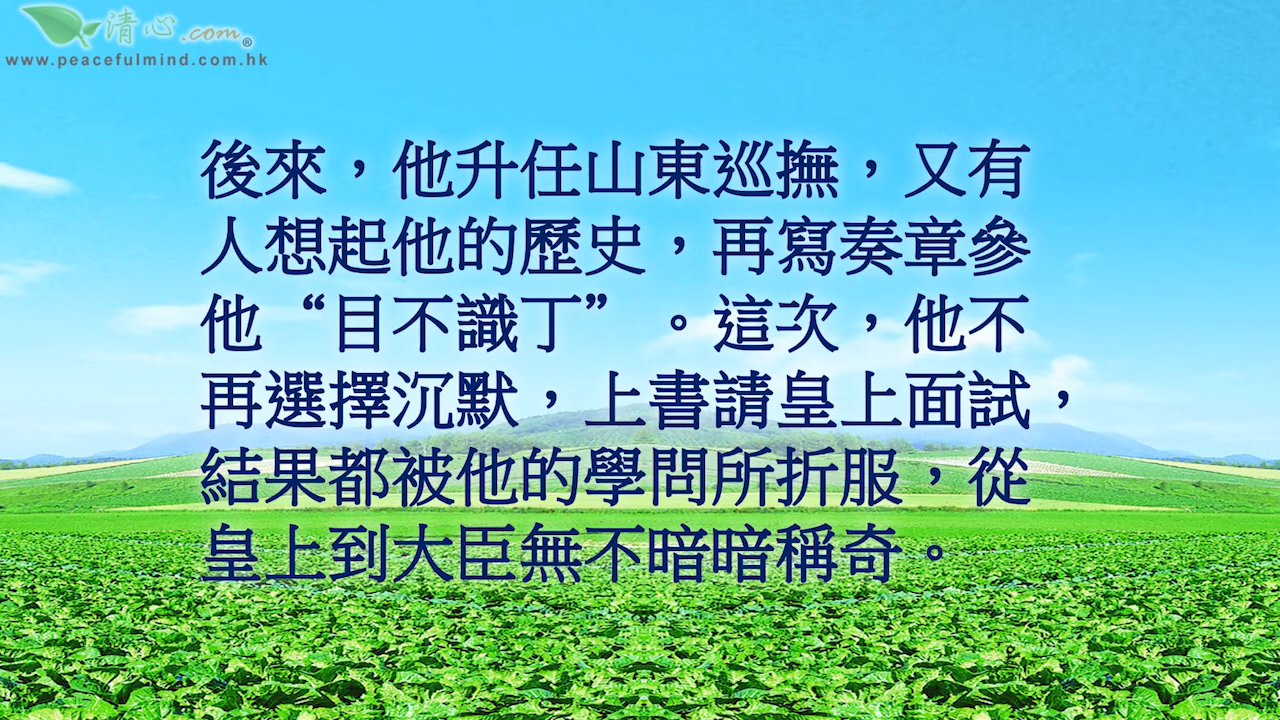 清心.com®
www.peacefulmind.com.hk
後來，他升任山東巡撫，又有
人想起他的歷史，再寫奏章參
他“目不識丁”。這次，他不
再選擇沉默，上書請皇上面試，
結果都被他的學問所折服，從
皇上到大臣無不暗暗稱奇。